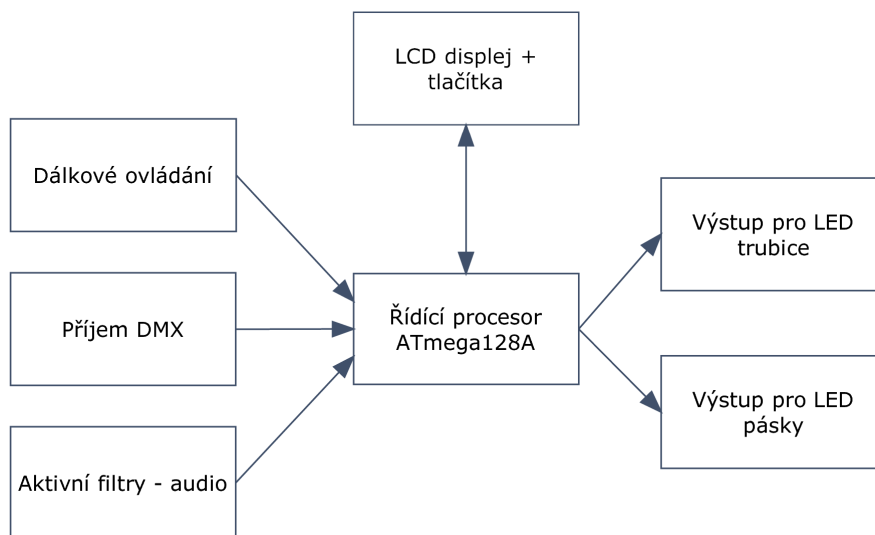 LCD displej +
tlačítka
Dálkové ovládání
Výstup pro LED
trubice
Příjem DMX
Řídící procesor
ATmega128A
Výstup pro LED
pásky
Aktivní filtry - audio